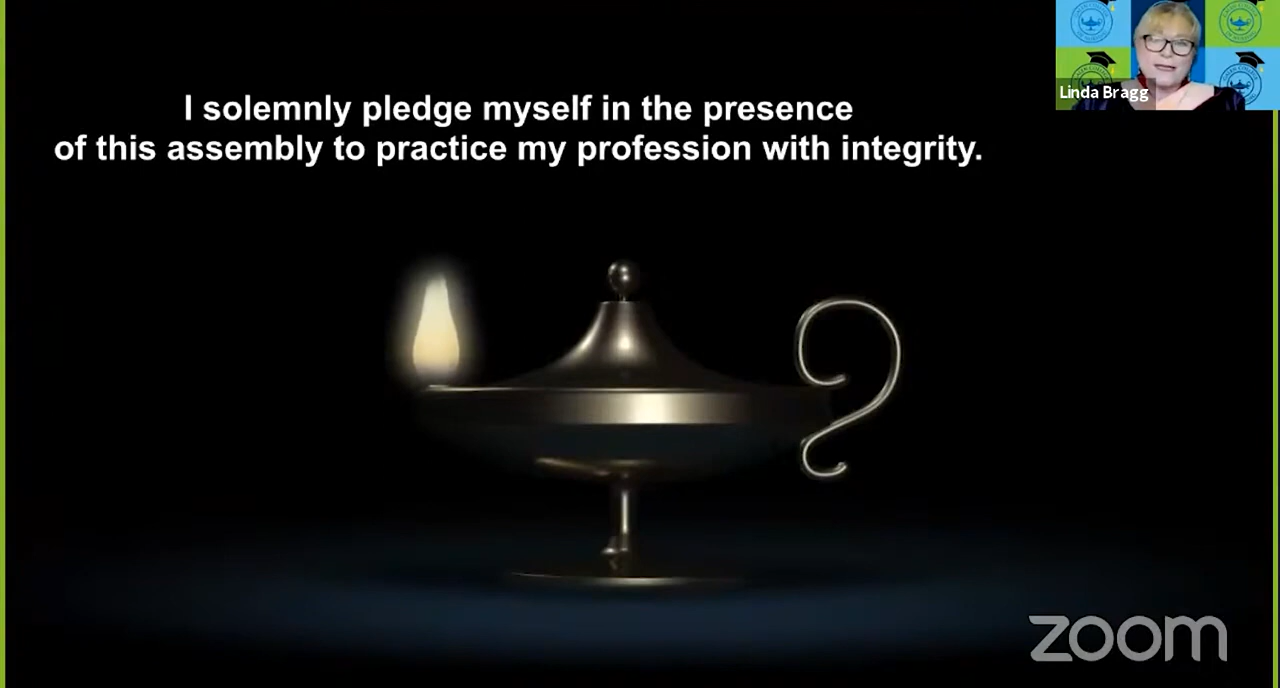 I solemnly pledge myself in the presence
of this assembly to practice my profession with integrity.
Linda Bragg
zoom